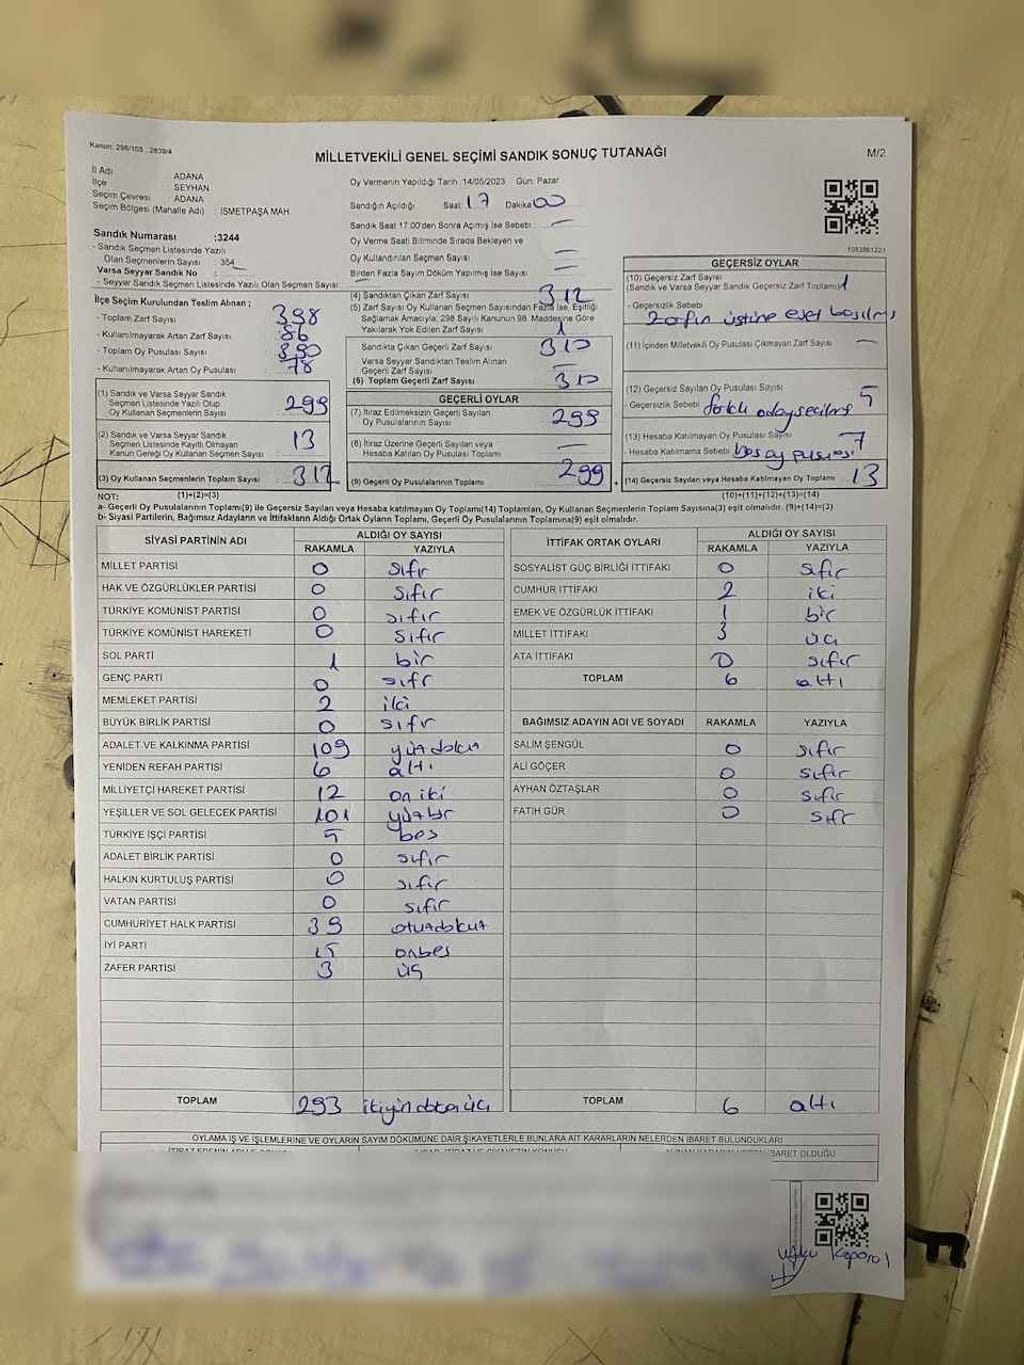 Kanun: 298/105 , 2839/4
MİLLETVEKİLİ GENEL SEÇİMİ SANDIK SONUÇ TUTANAĞI
M/2
İl Adı : ADANA
İlçe : SEYHAN
Seçim Çevresi : ADANA
Seçim Bölgesi (Mahalle Adı) : İSMETPAŞA MAH
Oy Vermenin Yapıldığı Tarih: 14/05/2023 Gün: Pazar
Sandığın Açıldığı Saat: 17 Dakika: 00
Sandık Saat 17:00'den Sonra Açılmış İse Sebebi : —
Oy Verme Saati Bitiminde Sırada Bekleyen ve
Oy Kullandırılan Seçmen Sayısı —
Birden Fazla Sayım Döküm Yapılmış İse Sayısı —
Sandık Numarası :3244
- Sandık Seçmen Listesinde Yazılı
Olan Seçmenlerin Sayısı : 354
Varsa Seyyar Sandık No : —
- Seyyar Sandık Seçmen Listesinde Yazılı Olan Seçmen Sayısı:
İlçe Seçim Kurulundan Teslim Alınan ;
- Toplam Zarf Sayısı 398
- Kullanılmayarak Artan Zarf Sayısı 86
- Toplam Oy Pusulası Sayısı 390
- Kullanılmayarak Artan Oy Pusulası 78
(4) Sandıktan Çıkan Zarf Sayısı 312
(5) Zarf Sayısı Oy Kullanan Seçmen Sayısından Fazla İse, Eşitliği
Sağlamak Amacıyla, 298 Sayılı Kanunun 98. Maddesine Göre
Yakılarak Yok Edilen Zarf Sayısı
Sandıkta Çıkan Geçerli Zarf Sayısı
Varsa Seyyar Sandıktan Teslim Alınan
Geçerli Zarf Sayısı
(6) Toplam Geçerli Zarf Sayısı
(1) Sandık ve Varsa Seyyar Sandık
Seçmen Listesinde Yazılı Olup
Oy Kullanan Seçmenlerin Sayısı 299
(2) Sandık ve Varsa Seyyar Sandık
Seçmen Listesinde Kayıtlı Olmayan
Kanun Gereği Oy Kullanan Seçmen Sayısı 13
(3) Oy Kullanan Seçmenlerin Toplam Sayısı 312
GEÇERLİ OYLAR
(7) İtiraz Edilmeksizin Geçerli Sayılan
Oy Pusulalarının Sayısı 299
(8) İtiraz Üzerine Geçerli Sayılan veya
Hesaba Katılan Oy Pusulası Toplamı —
(9) Geçerli Oy Pusulalarının Toplamı 299
GEÇERSİZ OYLAR
(10) Geçersiz Zarf Sayısı
(Sandık ve Varsa Seyyar Sandık Geçersiz Zarf Toplamı) 1
- Geçersizlik Sebebi
Zarfın üstüne evet basılmış
(11) İçinden Milletvekili Oy Pusulası Çıkmayan Zarf Sayısı —
(12) Geçersiz Sayılan Oy Pusulası Sayısı 5
- Geçersizlik Sebebi
(13) Hesaba Katılmayan Oy Pusulası Sayısı 7
- Hesaba Katılmama Sebebi boş oy pusulası
(14) Geçersiz Sayılan veya Hesaba Katılmayan Oy Toplamı 13
NOT: (1)+(2)=(3) (10)+(11)+(12)+(13)=(14)
a- Geçerli Oy Pusulalarının Toplamı(9) ile Geçersiz Sayılan veya Hesaba katılmayan Oy Pusulalarının Toplamı(14) Toplamları, Oy Kullanan Seçmenlerin Toplam Sayısına(3) eşit olmalıdır. (9)+(14)=(3)
b- Siyasi Partilerin, Bağımsız Adayların ve İttifakların Aldığı Ortak Oyların Toplamı, Geçerli Oy Pusulalarının Toplamına(9) eşit olmalıdır.
SİYASİ PARTİNİN ADI ALDIĞI OY SAYISI
RAKAMLA YAZIYLA
MİLLET PARTİSİ 0 sıfır
HAK VE ÖZGÜRLÜKLER PARTİSİ 0 sıfır
TÜRKİYE KOMÜNİST PARTİSİ 0 sıfır
TÜRKİYE KOMÜNİST HAREKETİ 0 sıfır
SOL PARTİ 1 bir
GENÇ PARTİ 0 sıfr
MEMLEKET PARTİSİ 2 iki
BÜYÜK BİRLİK PARTİSİ 0 sıfr
ADALET VE KALKINMA PARTİSİ 109 yüzdokuz
YENİDEN REFAH PARTİSİ 6 altı
MİLLİYETÇİ HAREKET PARTİSİ 12 on iki
YEŞİLLER VE SOL GELECEK PARTİSİ 101 yüzbir
TÜRKİYE İŞÇİ PARTİSİ 5 beş
ADALET BİRLİK PARTİSİ 0 sıfır
HALKIN KURTULUŞ PARTİSİ 0 sıfır
VATAN PARTİSİ 0 sıfır
CUMHURİYET HALK PARTİSİ 39 otuzdokuz
İYİ PARTİ 15 onbeş
ZAFER PARTİSİ 3 üç
TOPLAM 293
İTTİFAK ORTAK OYLARI ALDIĞI OY SAYISI
RAKAMLA YAZIYLA
SOSYALİST GÜÇ BİRLİĞİ İTTİFAKI 0 sıfır
CUMHUR İTTİFAKI 2 iki
EMEK VE ÖZGÜRLÜK İTTİFAKI 1 bir
MİLLET İTTİFAKI 3 üç
ATA İTTİFAKI 0 sıfır
TOPLAM 6 altı
BAĞIMSIZ ADAYIN ADI VE SOYADI RAKAMLA YAZIYLA
SALİM ŞENGÜL 0 sıfır
ALİ GÖÇER 0 sıfır
AYHAN ÖZTAŞLAR 0 sıfır
FATİH GÜR 0 sıfr
TOPLAM 6 altı
OYLAMA İŞ VE İŞLEMLERİNE VE OYLARIN SAYIM DÖKÜMÜNE DAİR ŞİKAYETLERLE BUNLARA AİT KARARLARIN NELERDEN İBARET BULUNDUKLARI